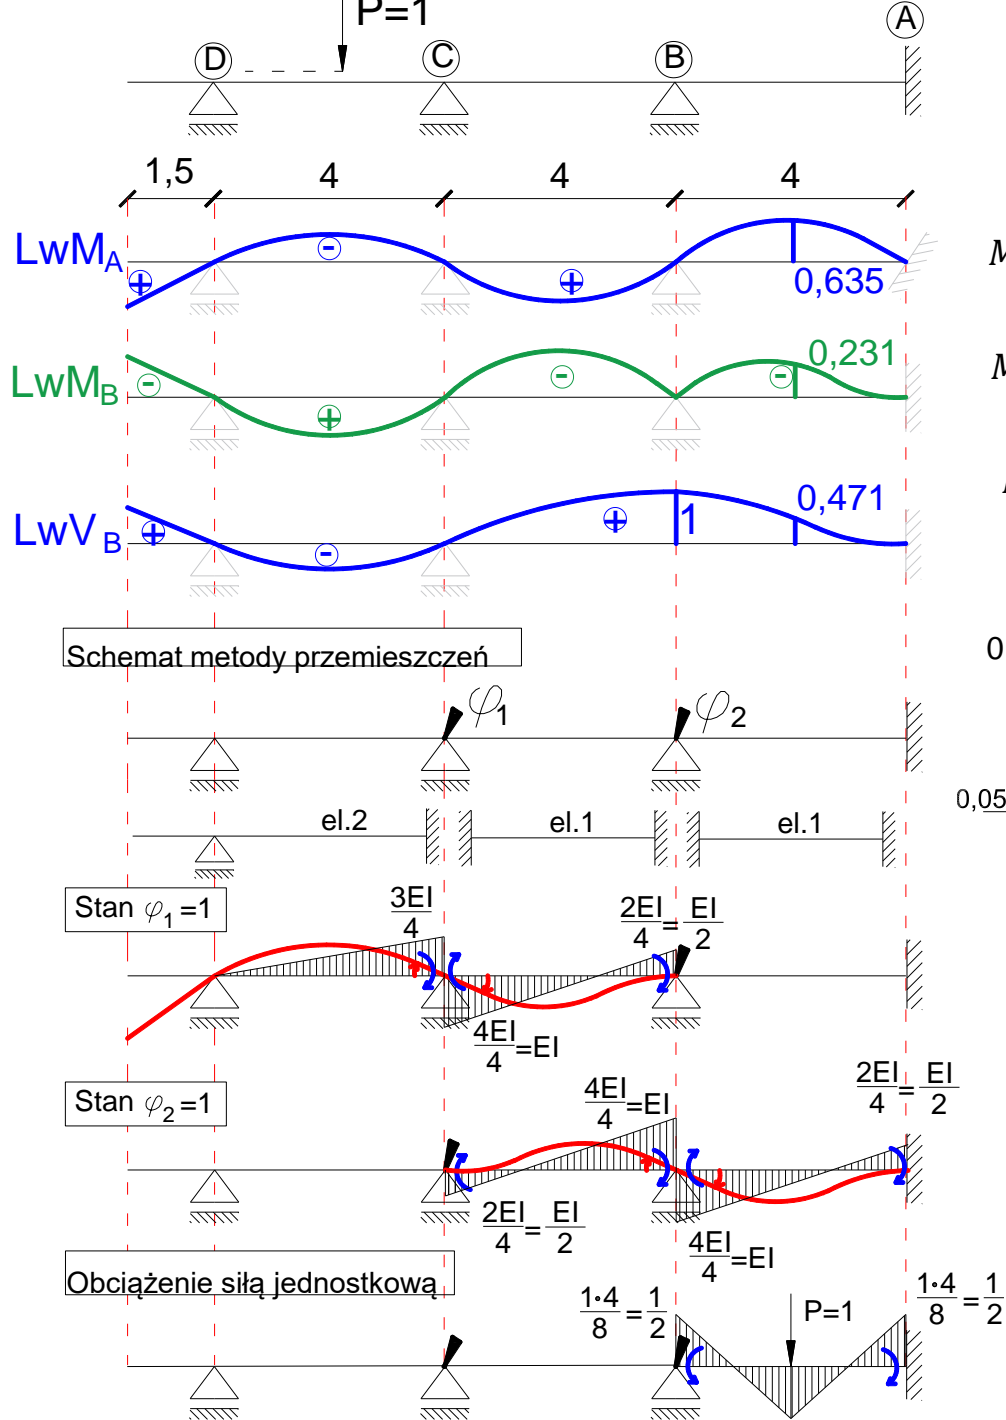 P=1
A
D
C
B
1,5 4 4 4
LwM_A - + 0,635 M
+
LwM_B - + - - 0,231 M
LwV_B + - + 1 0,471
Schemat metody przemieszczeń
0
φ1 φ2
0,05
el.2 el.1 el.1
Stan φ1=1
3EI/4
2EI/4=EI/2
4EI/4=EI
Stan φ2=1
4EI/4=EI
2EI/4=EI/2
2EI/4=EI/2
4EI/4=EI
Obciążenie siłą jednostkową
1·4/8=1/2
P=1
1·4/8=1/2